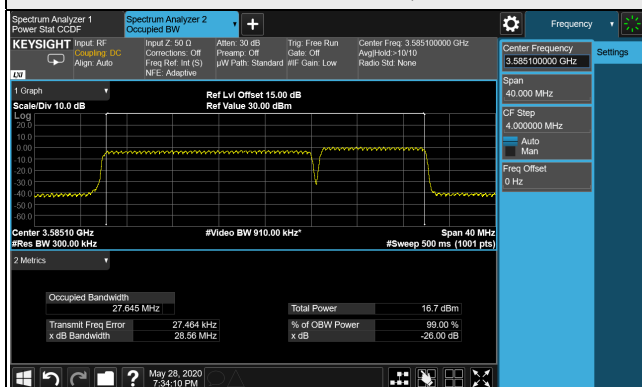 Spectrum Analyzer 1
Power Stat CCDF
Spectrum Analyzer 2
Occupied BW
Frequency
KEYSIGHT
Input: RF
Coupling: DC
Align: Auto
Input Z: 50 Ω
Corrections: Off
Freq Ref: Int (S)
NFE: Adaptive
Atten: 30 dB
Preamp: Off
µW Path: Standard
Trig: Free Run
Gate: Off
#IF Gain: Low
Center Freq: 3.585100000 GHz
Avg|Hold:>10/10
Radio Std: None
LXI
Center Frequency
3.585100000 GHz
Settings
Span
40.000 MHz
CF Step
4.000000 MHz
Auto
Man
Freq Offset
0 Hz
1 Graph
Scale/Div 10.0 dB
Ref Lvl Offset 15.00 dB
Ref Value 30.00 dBm
Log
20.0
10.0
0.00
-10.0
-20.0
-30.0
-40.0
-50.0
-60.0
Center 3.58510 GHz
#Res BW 300.00 kHz
#Video BW 910.00 kHz*
Span 40 MHz
#Sweep 500 ms (1001 pts)
2 Metrics
Occupied Bandwidth
27.645 MHz
Total Power 16.7 dBm
Transmit Freq Error 27.464 kHz
% of OBW Power 99.00 %
x dB Bandwidth 28.56 MHz
x dB -26.00 dB
?
May 28, 2020
7:34:10 PM